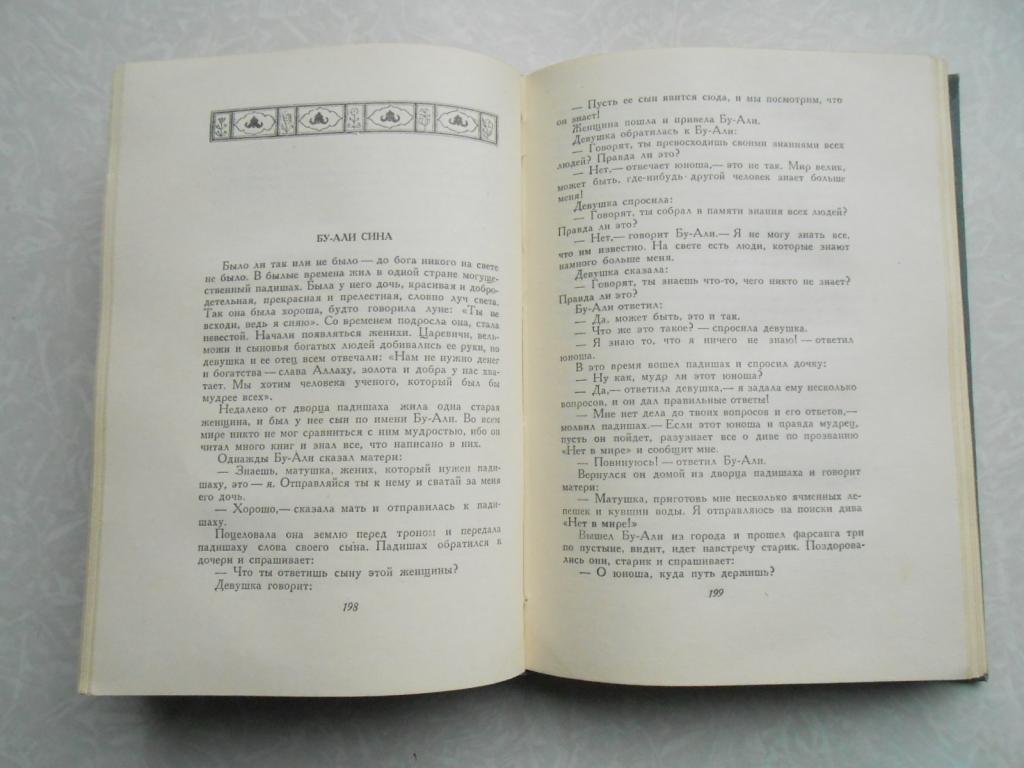 БУ-АЛИ СИНА
Было ли так или не было — до бога никого на свете
не было. В былые времена жил в одной стране могуще-
ственный падишах. Была у него дочь, красивая и добро-
детельная, прекрасная и прелестная, словно луч света.
Так она была хороша, будто говорила луне: «Ты не
всходи, ведь я сияю». Со временем подросла она, стала
невестой. Начали появляться женихи. Царевичи, вель-
можи и сыновья богатых людей добивались ее руки, но
девушка и ее отец всем отвечали: «Нам не нужно денег
и богатства — слава Аллаху, золота и добра у нас хва-
тает. Мы хотим человека ученого, который был бы
мудрее всех».
Недалеко от дворца падишаха жила одна старая
женщина, и был у нее сын по имени Бу-Али. Во всем
мире никто не мог сравниться с ним мудростью, ибо он
читал много книг и знал все, что написано в них.
Однажды Бу-Али сказал матери:
— Знаешь, матушка, жених, который нужен пади-
шаху, это — я. Отправляйся ты к нему и сватай за меня
его дочь.
— Хорошо,— сказала мать и отправилась к пади-
шаху.
Поцеловала она землю перед троном и передала
падишаху слова своего сына. Падишах обратился к
дочери и спрашивает:
— Что ты ответишь сыну этой женщины?
Девушка говорит:
198
— Пусть ее сын явится сюда, и мы посмотрим, что
он знает!
Женщина пошла и привела Бу-Али.
Девушка обратилась к Бу-Али:
— Говорят, ты превосходишь своими знаниями всех
людей? Правда ли это?
— Нет,— отвечает юноша,— это не так. Мир велик,
может быть, где-нибудь другой человек знает больше
меня!
Девушка спросила:
— Говорят, ты собрал в памяти знания всех людей?
Правда ли это?
— Нет,— говорит Бу-Али.— Я не могу знать все,
что им известно. На свете есть люди, которые знают
намного больше меня.
Девушка сказала:
— Говорят, ты знаешь что-то, чего никто не знает?
Правда ли это?
Бу-Али ответил:
— Да, может быть, это и так.
— Что же это такое? — спросила девушка.
— Я знаю то, что я ничего не знаю! — ответил
юноша.
В это время вошел падишах и спросил дочку:
— Ну как, мудр ли этот юноша?
— Да,— ответила девушка,— я задала ему несколько
вопросов, и он дал правильные ответы!
— Мне нет дела до твоих вопросов и его ответов,—
молвил падишах.— Если этот юноша и правда мудрец,
пусть он пойдет, разузнает все о диве по прозванию
«Нет в мире» и сообщит мне.
— Повинуюсь! — ответил Бу-Али.
Вернулся он домой из дворца падишаха и говорит
матери:
— Матушка, приготовь мне несколько ячменных ле-
пешек и кувшин воды. Я отправляюсь на поиски дива
«Нет в мире!»
Вышел Бу-Али из города и прошел фарсанга три
по пустыне, видит, идет навстречу старик. Поздорова-
лись они, старик и спрашивает:
— О юноша, куда путь держишь?
199